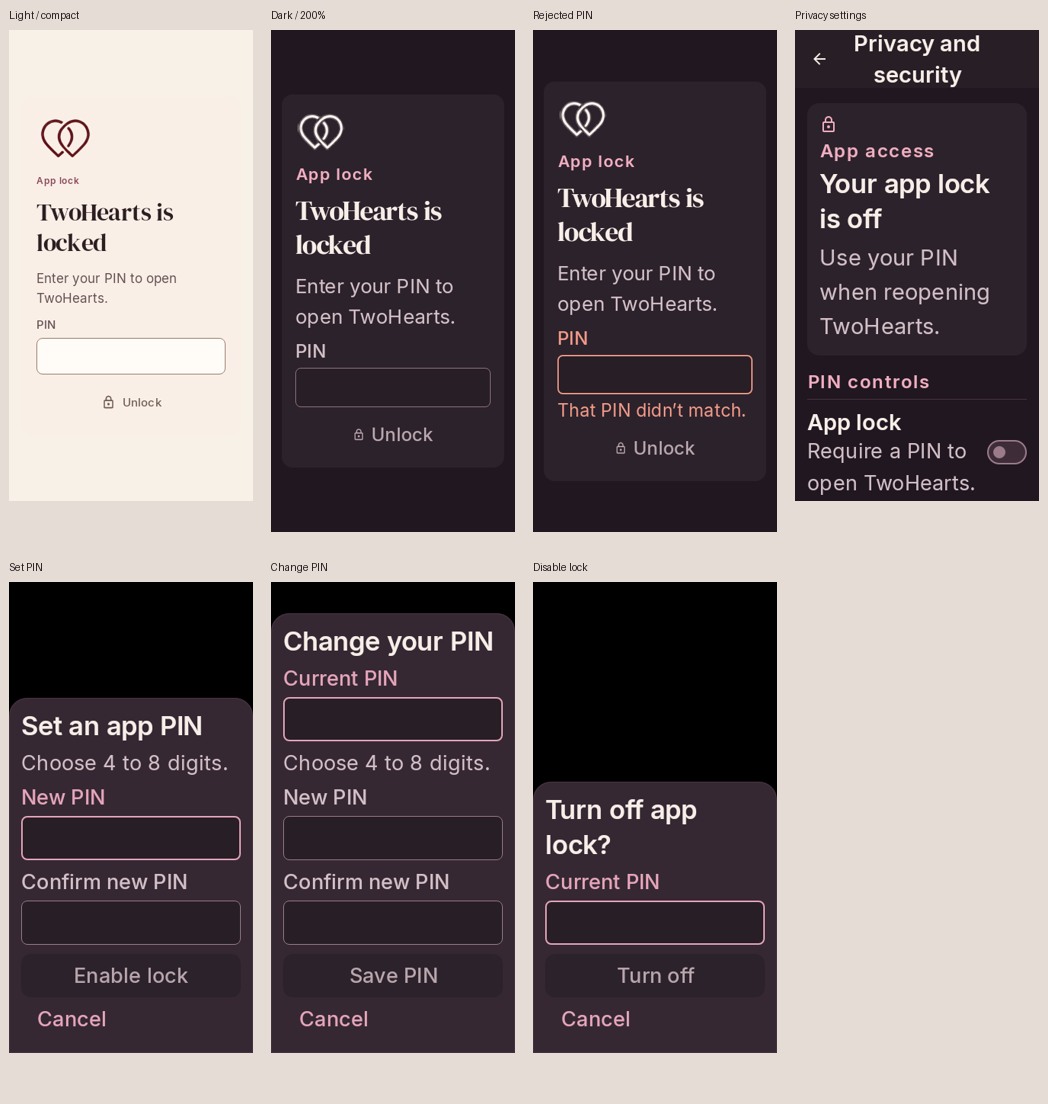 Light / compact
App lock
TwoHearts is
locked
Enter your PIN to open
TwoHearts.
PIN
Unlock
Dark / 200%
App lock
TwoHearts is
locked
Enter your PIN to
open TwoHearts.
PIN
Unlock
Rejected PIN
App lock
TwoHearts is
locked
Enter your PIN to
open TwoHearts.
PIN
That PIN didn’t match.
Unlock
Privacy settings
Privacy and
security
App access
Your app lock
is off
Use your PIN
when reopening
TwoHearts.
PIN controls
App lock
Require a PIN to
open TwoHearts.
Set PIN
Set an app PIN
Choose 4 to 8 digits.
New PIN
Confirm new PIN
Enable lock
Cancel
Change PIN
Change your PIN
Current PIN
Choose 4 to 8 digits.
New PIN
Confirm new PIN
Save PIN
Cancel
Disable lock
Turn off app
lock?
Current PIN
Turn off
Cancel